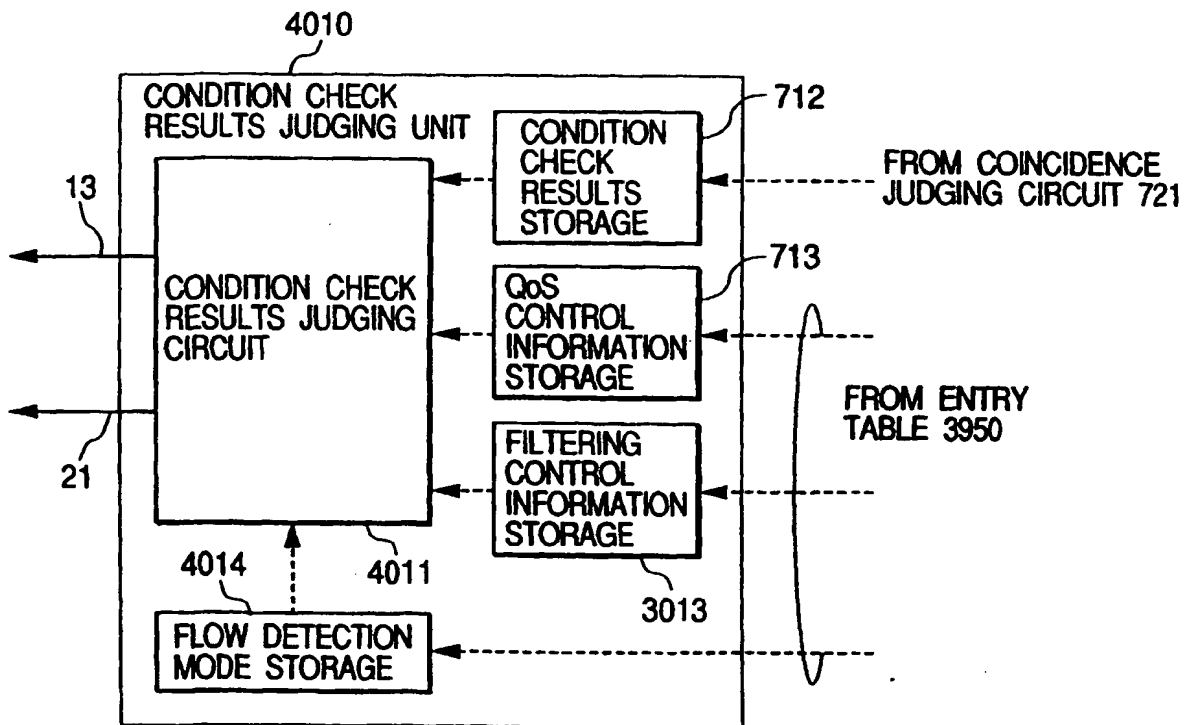 4010
CONDITION CHECK
RESULTS JUDGING UNIT
712
CONDITION
CHECK
RESULTS
STORAGE
FROM COINCIDENCE
JUDGING CIRCUIT 721
13
713
CONDITION CHECK
RESULTS JUDGING
CIRCUIT
QoS
CONTROL
INFORMATION
STORAGE
FROM ENTRY
TABLE 3950
21
FILTERING
CONTROL
INFORMATION
STORAGE
4014
4011
3013
FLOW DETECTION
MODE STORAGE